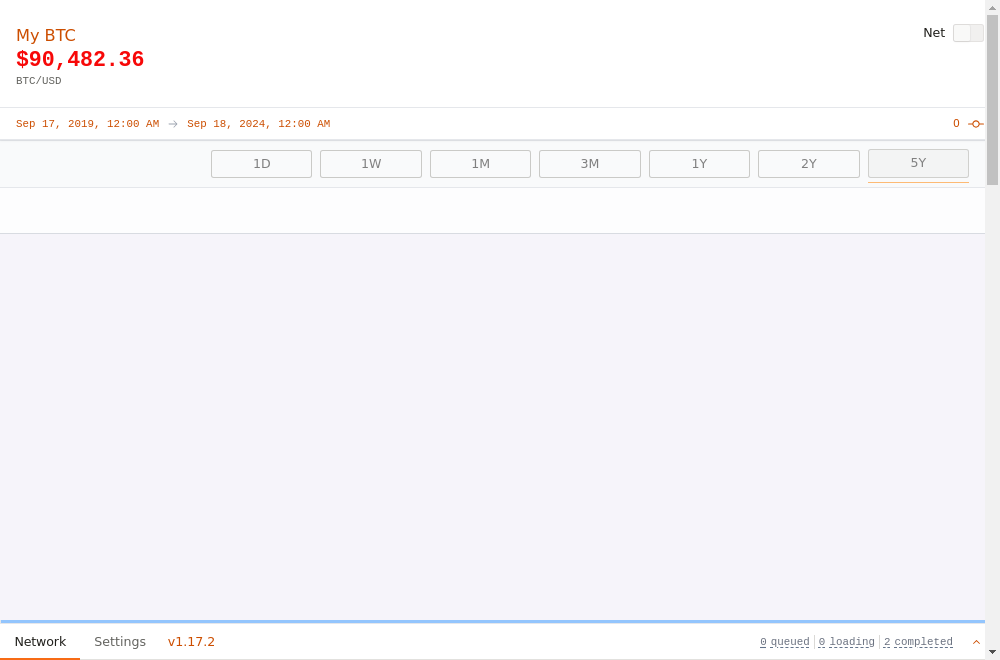 My BTC
Net
$90,482.36
BTC/USD
Sep 17, 2019, 12:00 AM → Sep 18, 2024, 12:00 AM
0
1D 1W 1M 3M 1Y 2Y 5Y
Network Settings v1.17.2 0 queued 0 loading 2 completed